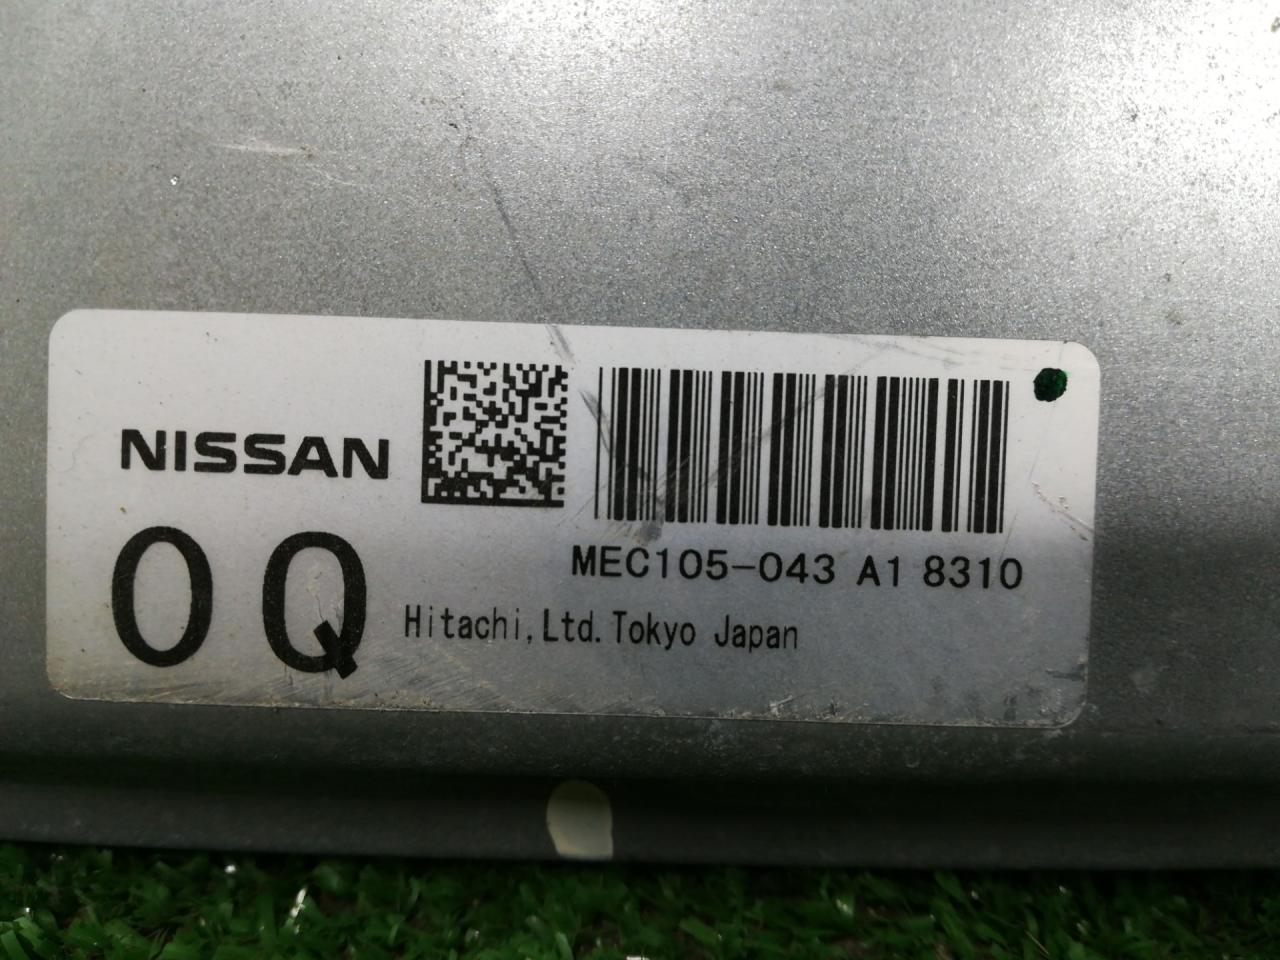 NISSAN
MEC105-043 A1 8310
0Q
Hitachi,Ltd.Tokyo Japan